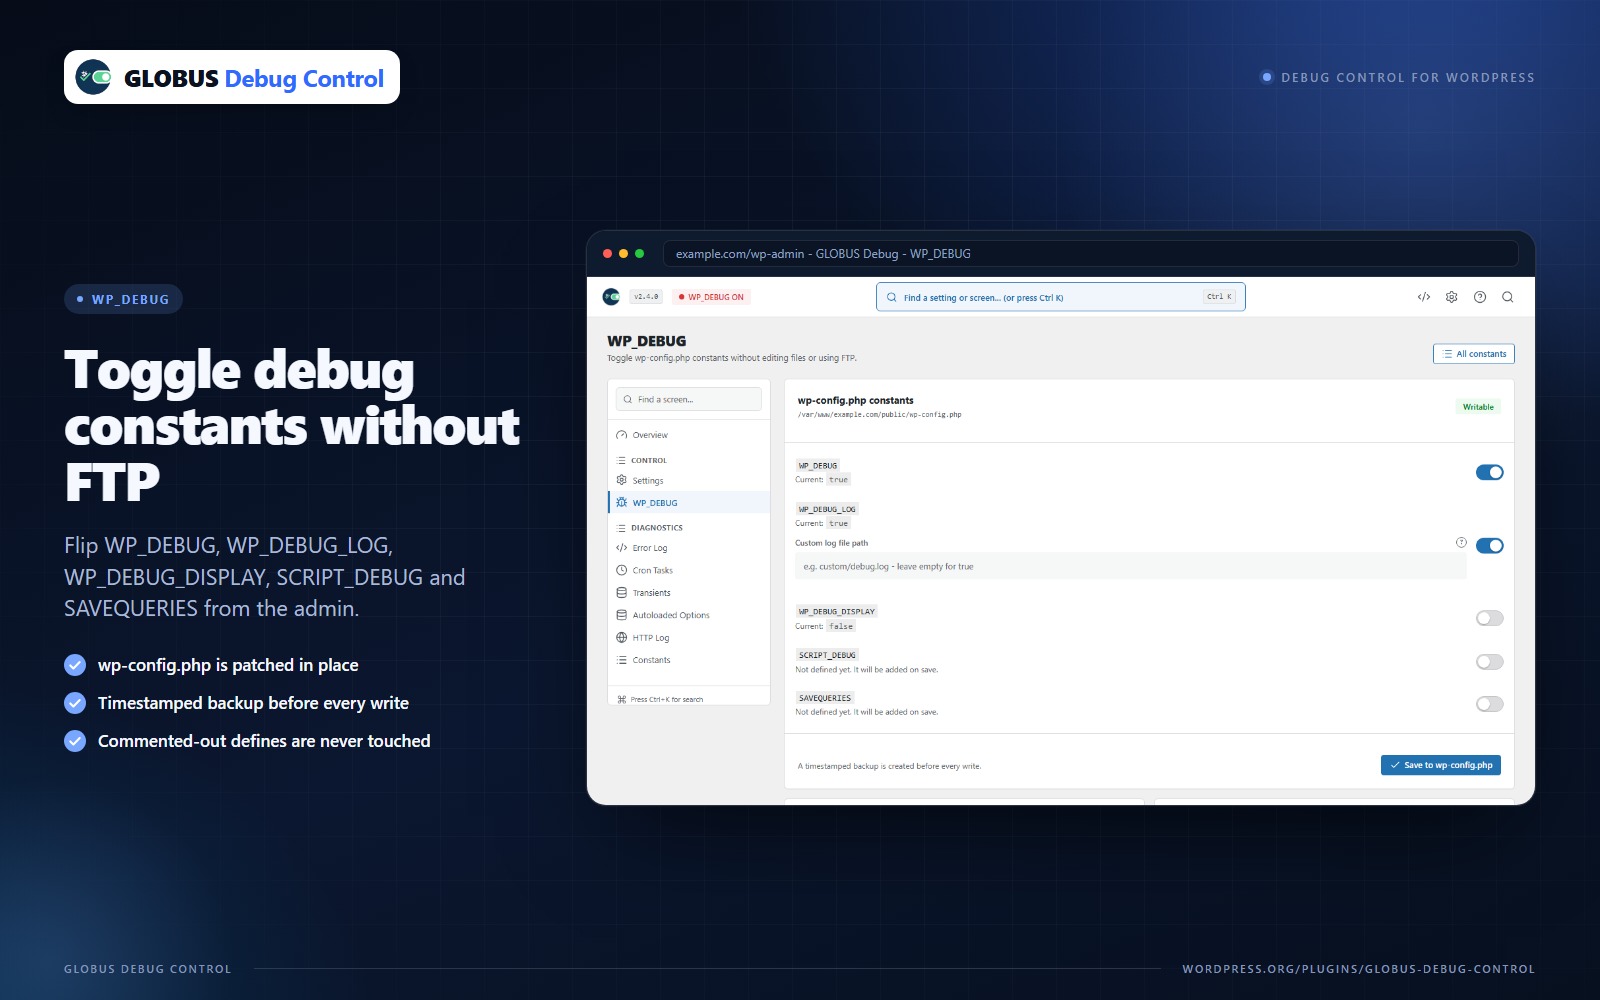 GLOBUS Debug Control
DEBUG CONTROL FOR WORDPRESS
WP_DEBUG
Toggle debug
constants without
FTP
Flip WP_DEBUG, WP_DEBUG_LOG,
WP_DEBUG_DISPLAY, SCRIPT_DEBUG and
SAVEQUERIES from the admin.
wp-config.php is patched in place
Timestamped backup before every write
Commented-out defines are never touched
example.com/wp-admin - GLOBUS Debug - WP_DEBUG
v2.4.0
WP_DEBUG ON
Find a setting or screen... (or press Ctrl K)
Ctrl K
WP_DEBUG
Toggle wp-config.php constants without editing files or using FTP.
All constants
Find a screen...
Overview
CONTROL
Settings
WP_DEBUG
DIAGNOSTICS
Error Log
Cron Tasks
Transients
Autoloaded Options
HTTP Log
Constants
Press Ctrl+K for search
wp-config.php constants
/var/www/example.com/public/wp-config.php
Writable
WP_DEBUG
Current: true
WP_DEBUG_LOG
Current: true
Custom log file path
e.g. custom/debug.log - leave empty for true
WP_DEBUG_DISPLAY
Current: false
SCRIPT_DEBUG
Not defined yet. It will be added on save.
SAVEQUERIES
Not defined yet. It will be added on save.
A timestamped backup is created before every write.
Save to wp-config.php
GLOBUS DEBUG CONTROL
WORDPRESS.ORG/PLUGINS/GLOBUS-DEBUG-CONTROL